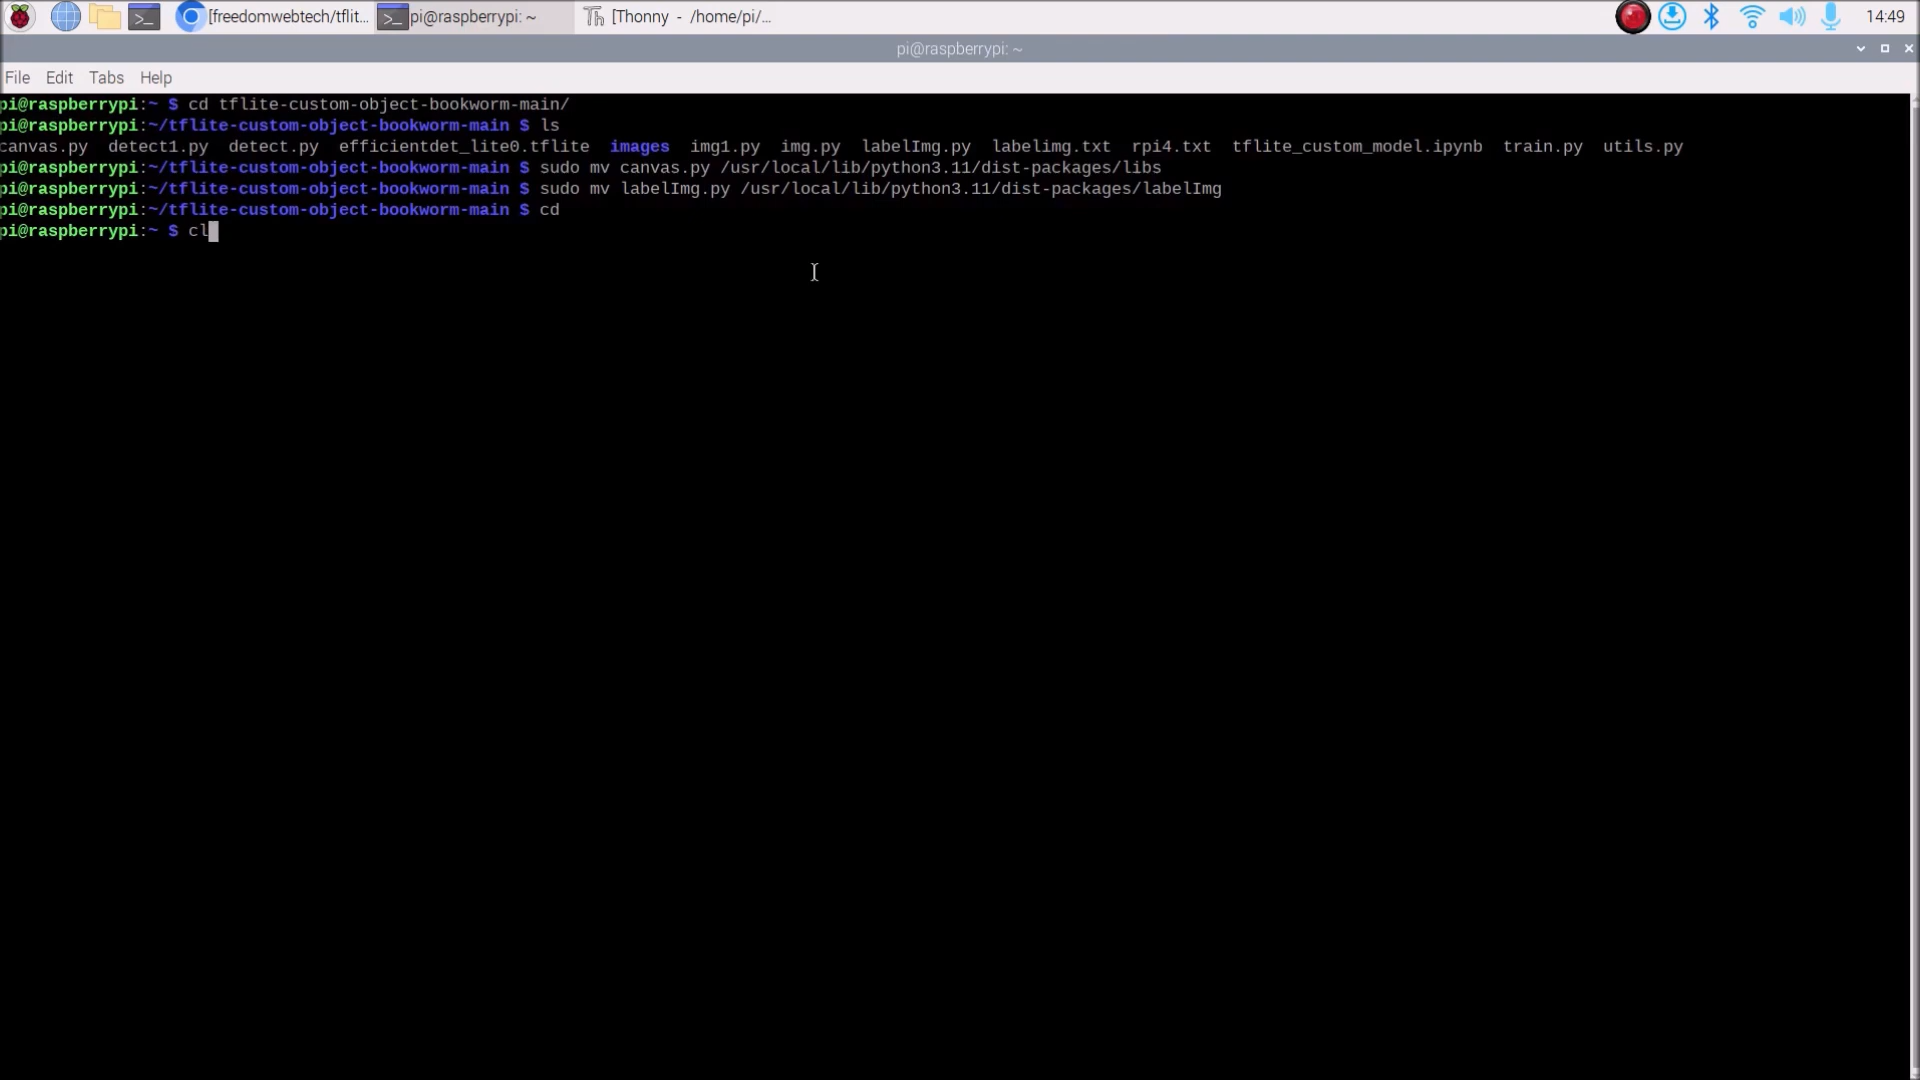 [freedomwebtech/tflit... pi@raspberrypi: ~ [Thonny - /home/pi/... 14:49
pi@raspberrypi: ~
File Edit Tabs Help
pi@raspberrypi:~ $ cd tflite-custom-object-bookworm-main/
pi@raspberrypi:~/tflite-custom-object-bookworm-main $ ls
canvas.py detect1.py detect.py efficientdet_lite0.tflite images img1.py img.py labelImg.py labelimg.txt rpi4.txt tflite_custom_model.ipynb train.py utils.py
pi@raspberrypi:~/tflite-custom-object-bookworm-main $ sudo mv canvas.py /usr/local/lib/python3.11/dist-packages/libs
pi@raspberrypi:~/tflite-custom-object-bookworm-main $ sudo mv labelImg.py /usr/local/lib/python3.11/dist-packages/labelImg
pi@raspberrypi:~/tflite-custom-object-bookworm-main $ cd
pi@raspberrypi:~ $ cl